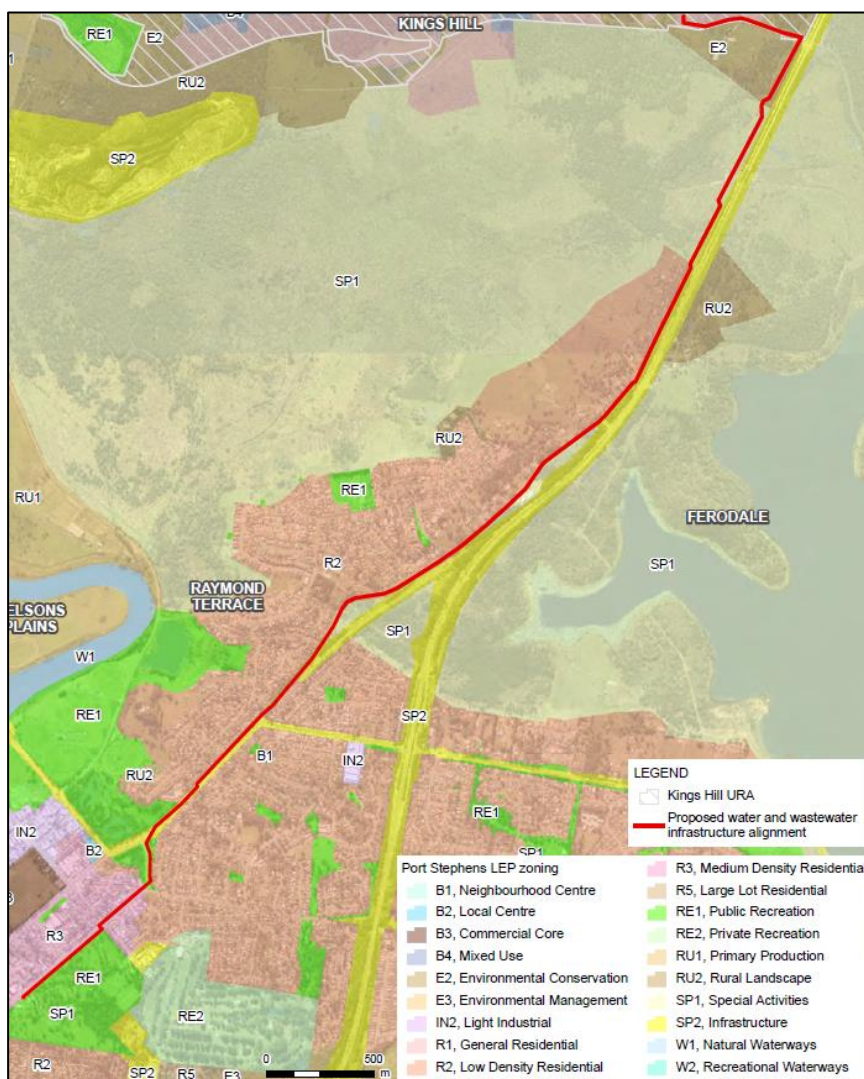 KINGS HILL
RE1
E2
RU2
E2
SP2
SP1
RU2
RU2
RE1
RU1
FERODALE
R2
SP1
RAYMOND
TERRACE
ELSONS
PLAINS
SP1
W1
RE1
SP2
B1
IN2
RU2
RE1
IN2
B2
SP1
R3
RE1
SP1
RE2
R2
SP2
R5
E3
0
500
m
LEGEND
Kings Hill URA
Proposed water and wastewater
infrastructure alignment
Port Stephens LEP zoning
B1, Neighbourhood Centre
B2, Local Centre
B3, Commercial Core
B4, Mixed Use
E2, Environmental Conservation
E3, Environmental Management
IN2, Light Industrial
R1, General Residential
R2, Low Density Residential
R3, Medium Density Residential
R5, Large Lot Residential
RE1, Public Recreation
RE2, Private Recreation
RU1, Primary Production
RU2, Rural Landscape
SP1, Special Activities
SP2, Infrastructure
W1, Natural Waterways
W2, Recreational Waterways